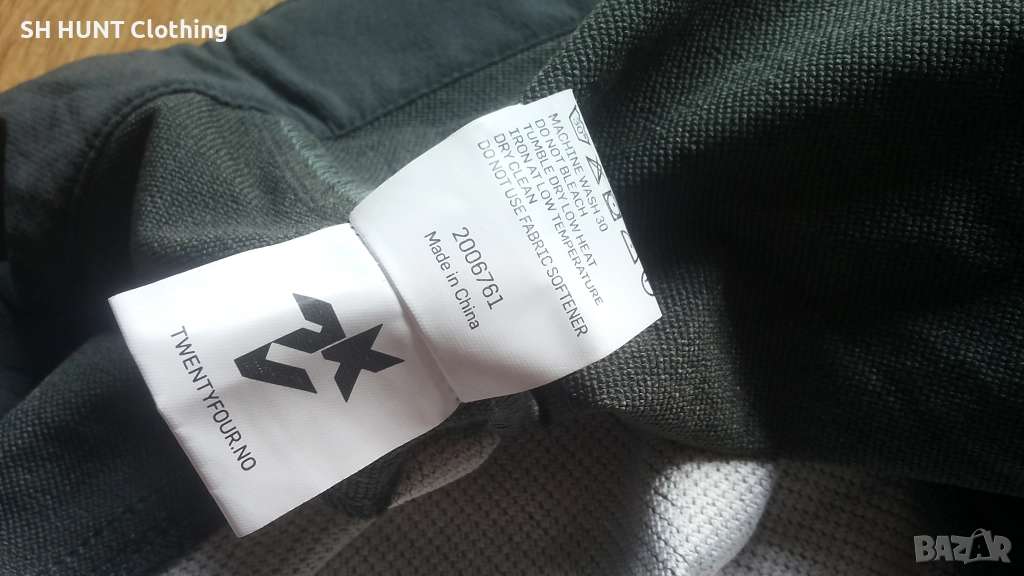 SH HUNT Clothing
30°
MACHINE WASH 30
DO NOT BLEACH
TUMBLE DRY LOW HEAT
IRON AT LOW TEMPERATURE
DRY CLEAN
DO NOT USE FABRIC SOFTENER
2006761
Made in China
TWENTYFOUR.NO
BAZAR